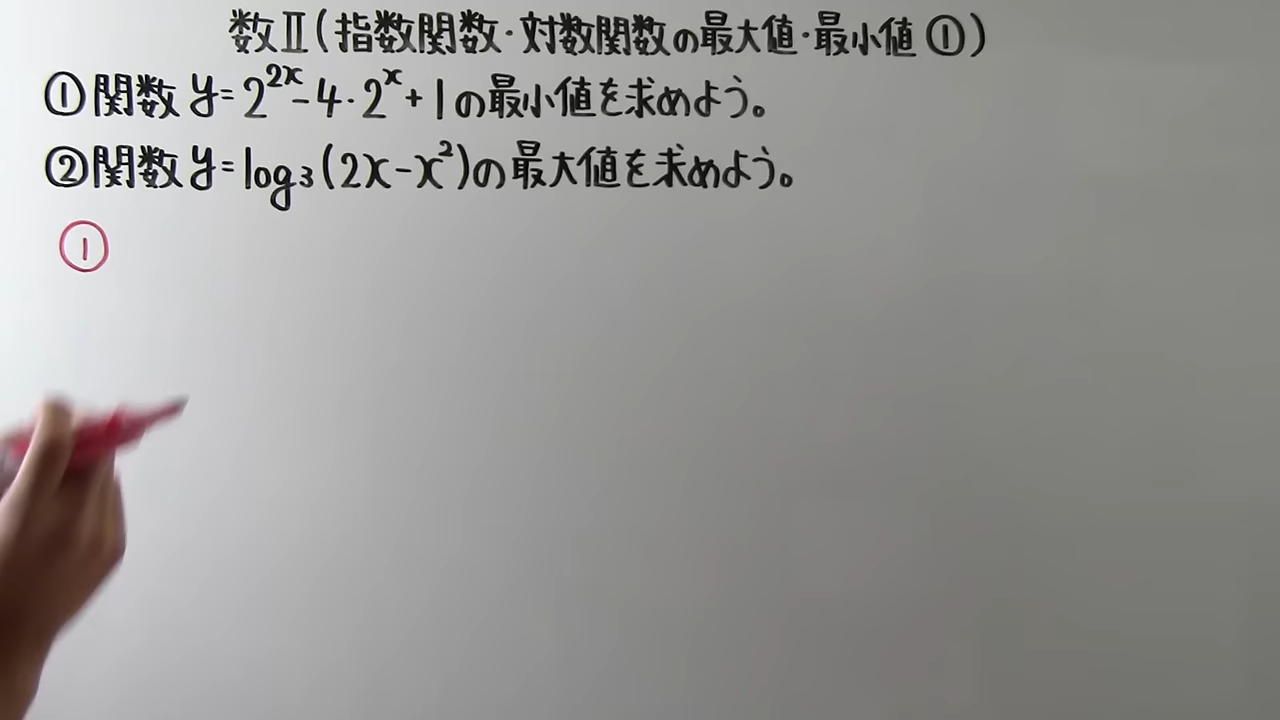 数Ⅱ(指数関数・対数関数の最大値・最小値①)
①関数 y=2^{2x}-4・2^x+1の最小値を求めよう。
②関数 y=log₃(2x-x²)の最大値を求めよう。
①